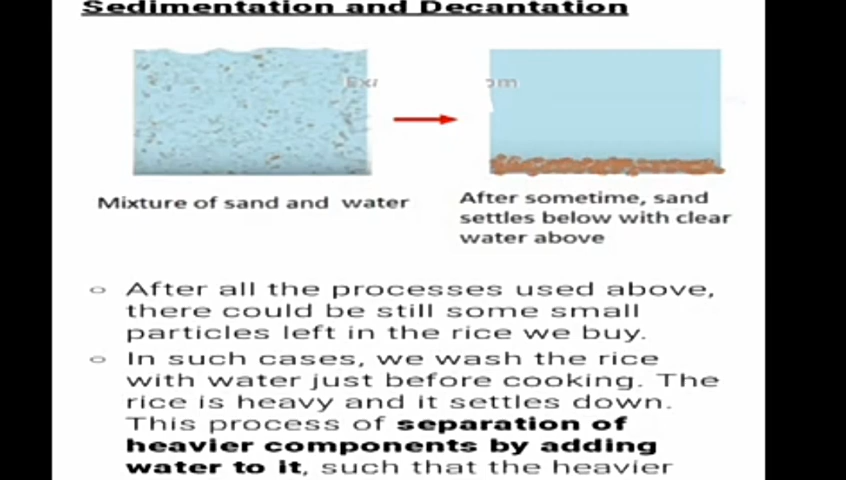 Sedimentation and Decantation
Mixture of sand and water
After sometime, sand
settles below with clear
water above
o After all the processes used above,
there could be still some small
particles left in the rice we buy.
o In such cases, we wash the rice
with water just before cooking. The
rice is heavy and it settles down.
This process of separation of
heavier components by adding
water to it, such that the heavier